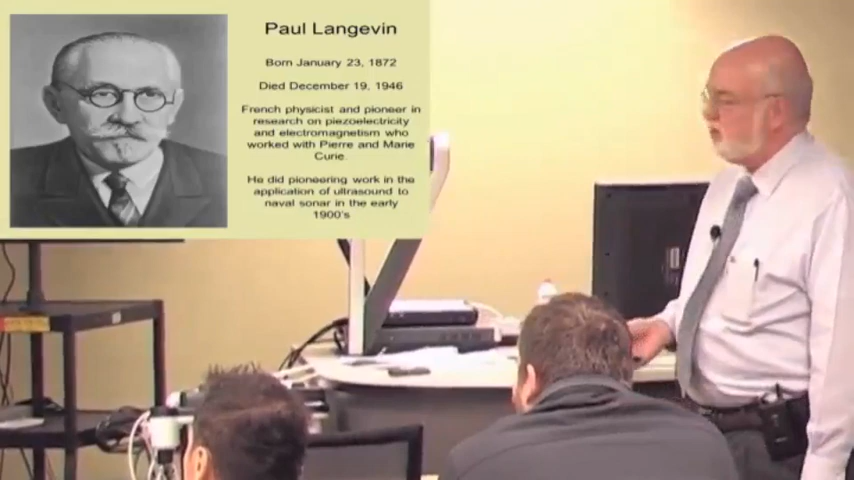 Paul Langevin
Born January 23, 1872
Died December 19, 1946
French physicist and pioneer in
research on piezoelectricity
and electromagnetism who
worked with Pierre and Marie
Curie.
He did pioneering work in the
application of ultrasound to
naval sonar in the early
1900's